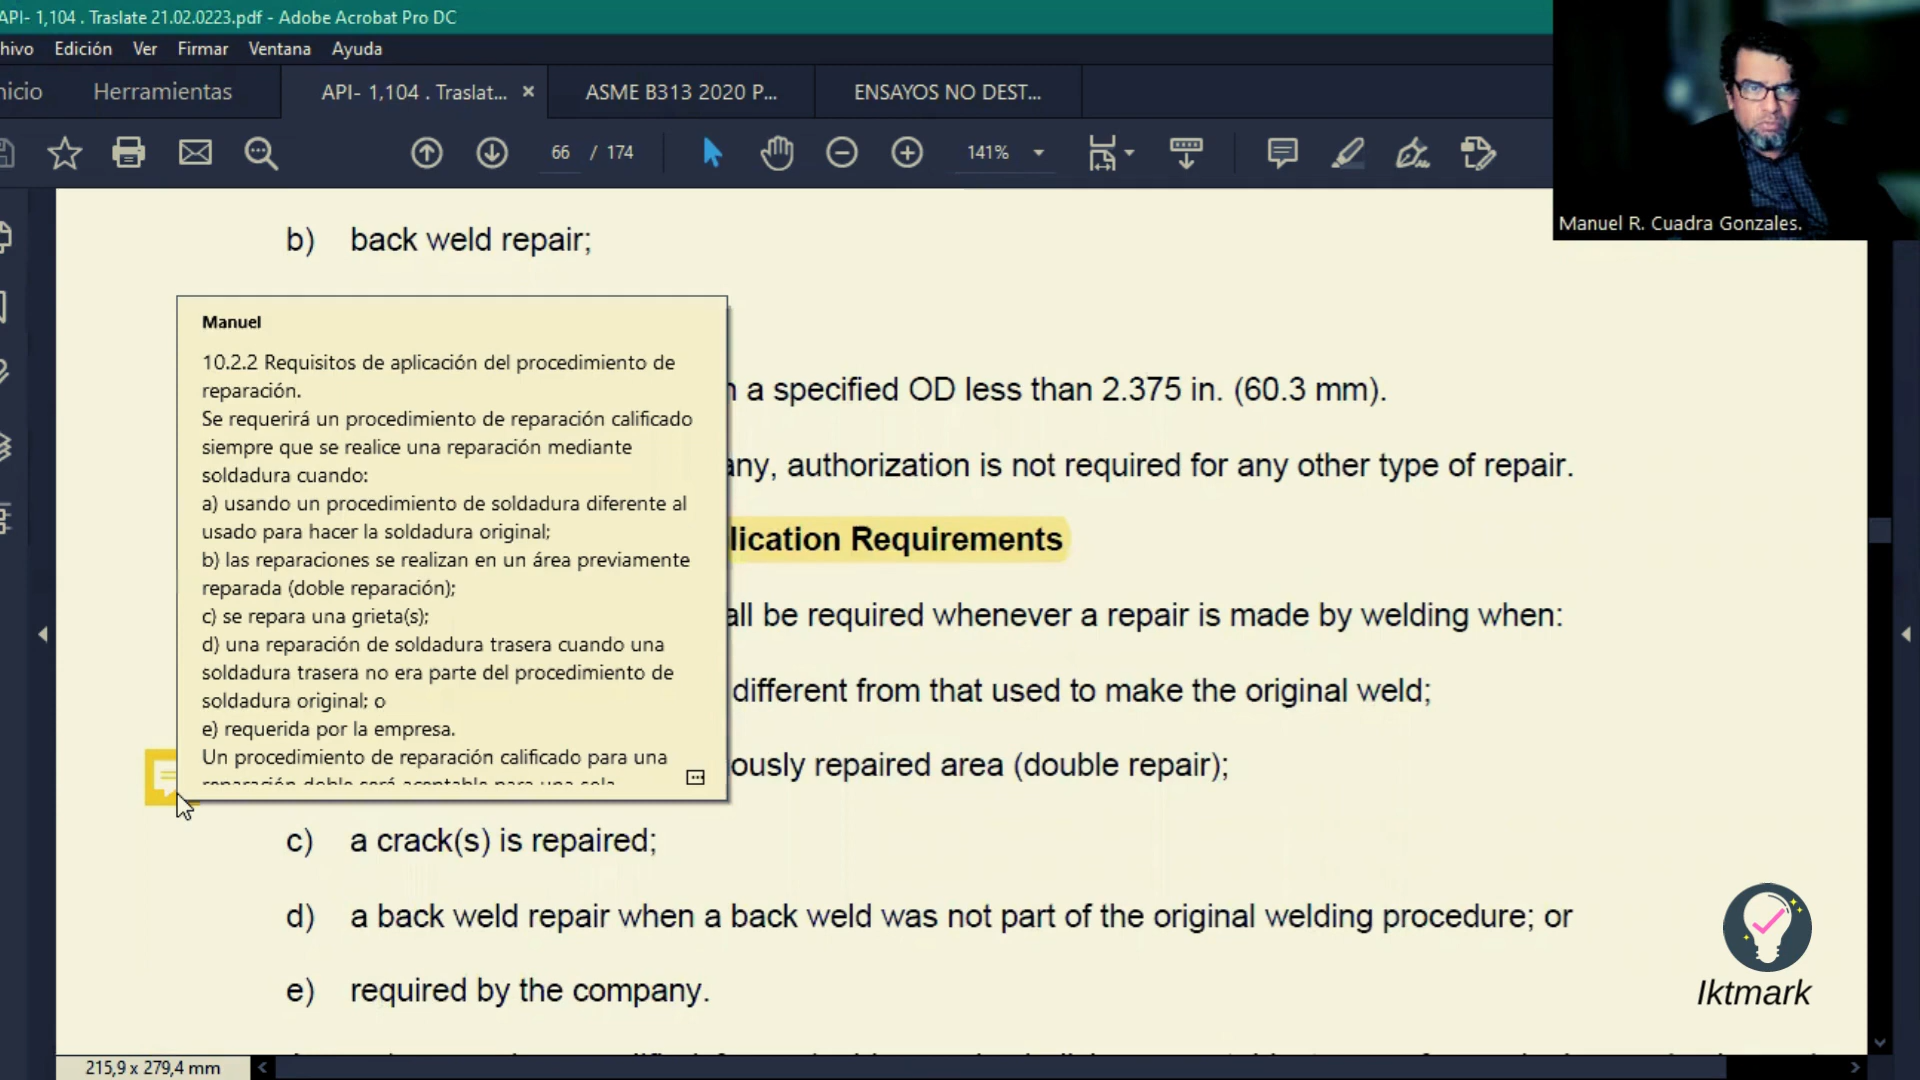 API- 1,104 . Traslate 21.02.0223.pdf - Adobe Acrobat Pro DC
hivo Edición Ver Firmar Ventana Ayuda
nicio Herramientas API- 1,104 . Traslat... ASME B313 2020 P... ENSAYOS NO DEST...
66 / 174 141%
Manuel R. Cuadra Gonzales.
b) back weld repair;
Manuel
10.2.2 Requisitos de aplicación del procedimiento de
reparación.
Se requerirá un procedimiento de reparación calificado
siempre que se realice una reparación mediante
soldadura cuando:
a) usando un procedimiento de soldadura diferente al
usado para hacer la soldadura original;
b) las reparaciones se realizan en un área previamente
reparada (doble reparación);
c) se repara una grieta(s);
d) una reparación de soldadura trasera cuando una
soldadura trasera no era parte del procedimiento de
soldadura original; o
e) requerida por la empresa.
Un procedimiento de reparación calificado para una
reparación doble será aceptable para una sola
a specified OD less than 2.375 in. (60.3 mm).
any, authorization is not required for any other type of repair.
lication Requirements
all be required whenever a repair is made by welding when:
different from that used to make the original weld;
ously repaired area (double repair);
c) a crack(s) is repaired;
d) a back weld repair when a back weld was not part of the original welding procedure; or
e) required by the company.
Iktmark
215,9 x 279,4 mm